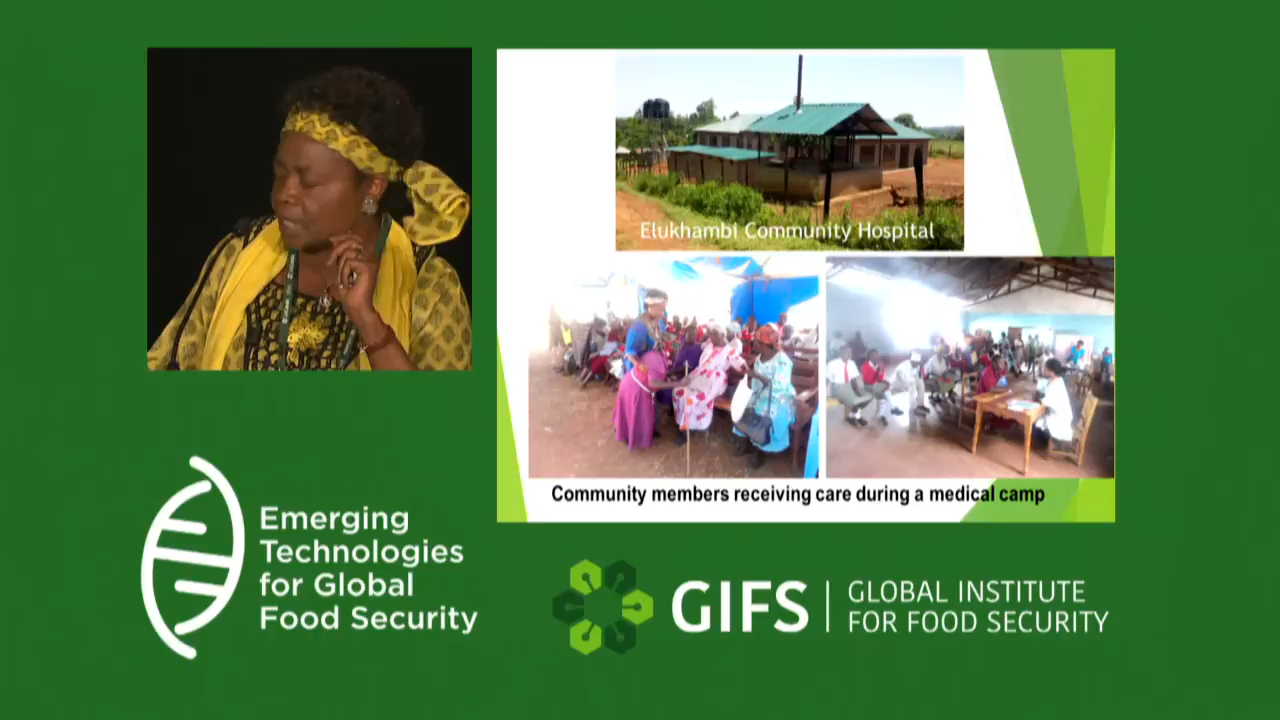 Elukhambi Community Hospital
Community members receiving care during a medical camp
Emerging
Technologies
for Global
Food Security
GIFS
GLOBAL INSTITUTE
FOR FOOD SECURITY